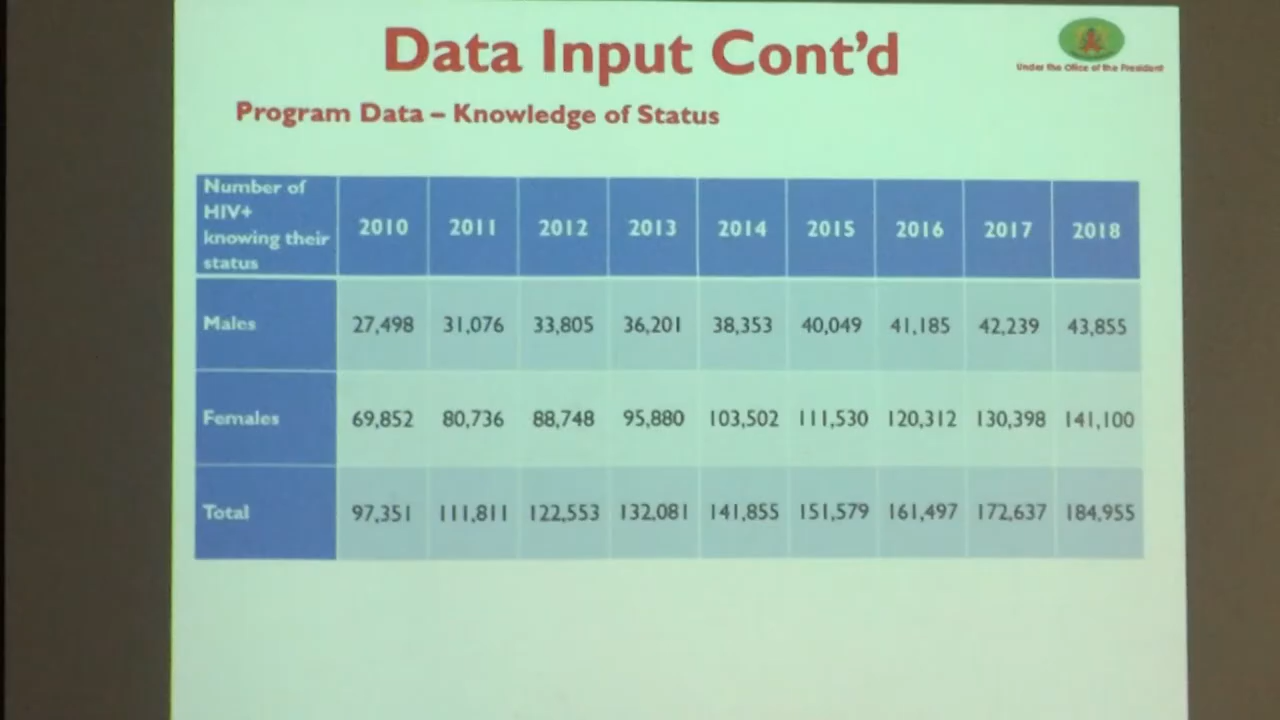 Data Input Cont'd
Under the Office of the President
Program Data – Knowledge of Status
Number of
HIV+
knowing their
status
2010 2011 2012 2013 2014 2015 2016 2017 2018
Males 27,498 31,076 33,805 36,201 38,353 40,049 41,185 42,239 43,855
Females 69,852 80,736 88,748 95,880 103,502 111,530 120,312 130,398 141,100
Total 97,351 111,811 122,553 132,081 141,855 151,579 161,497 172,637 184,955